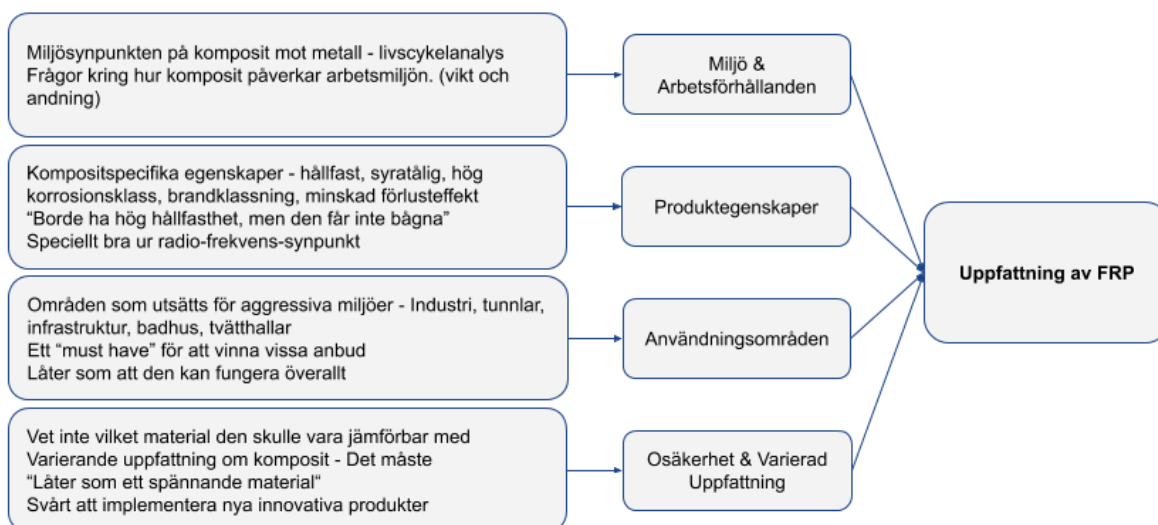 Miljösynpunkten på komposit mot metall - livscykelanalys
Frågor kring hur komposit påverkar arbetsmiljön. (vikt och
andning)
Miljö &
Arbetsförhållanden
Kompositspecifika egenskaper - hållfast, syratålig, hög
korrosionsklass, brandklassning, minskad förlusteffekt
“Borde ha hög hållfasthet, men den får inte bågna”
Speciellt bra ur radio-frekvens-synpunkt
Produktegenskaper
Uppfattning av FRP
Områden som utsätts för aggressiva miljöer - Industri, tunnlar,
infrastruktur, badhus, tvätthallar
Ett “must have” för att vinna vissa anbud
Låter som att den kan fungera överallt
Användningsområden
Vet inte vilket material den skulle vara jämförbar med
Varierande uppfattning om komposit - Det måste
“Låter som ett spännande material“
Svårt att implementera nya innovativa produkter
Osäkerhet & Varierad
Uppfattning